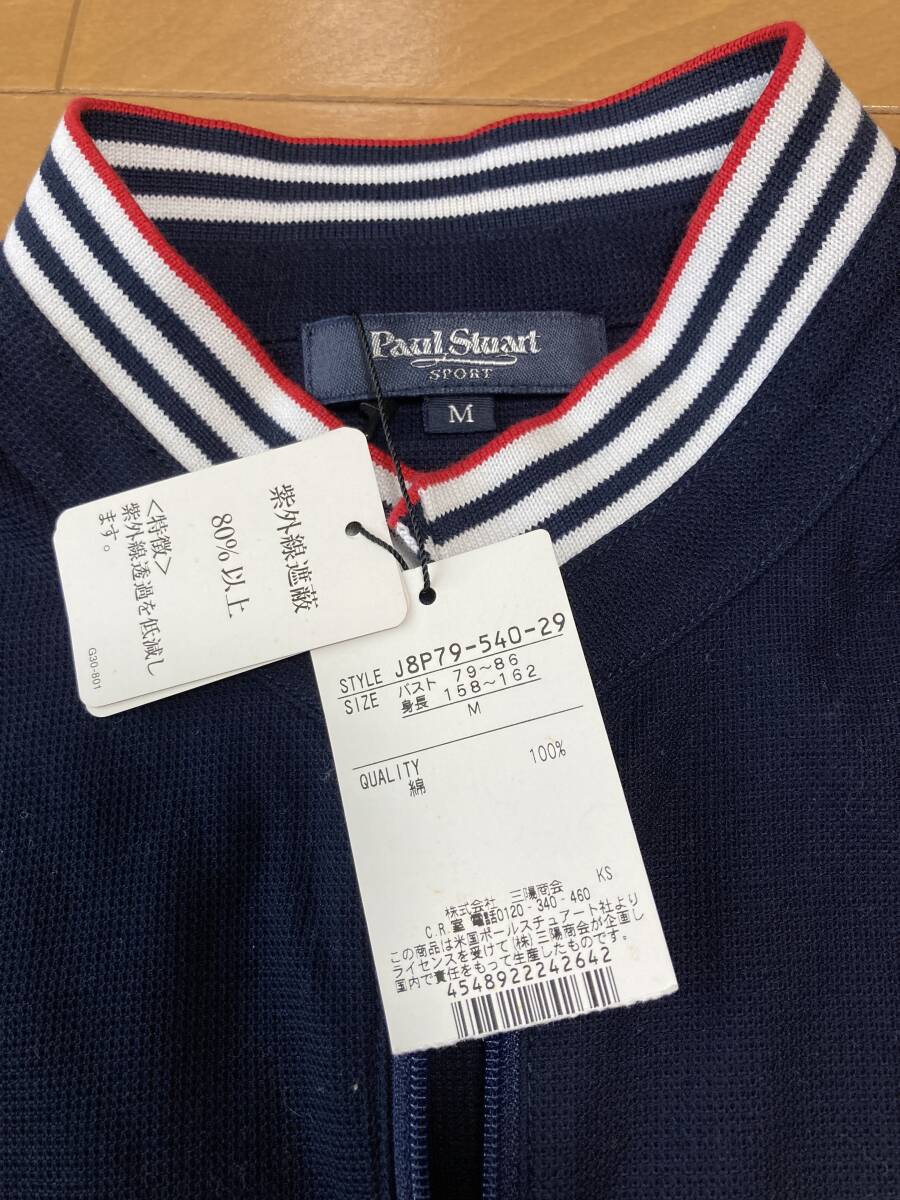 Paul Stuart
SPORT
M
紫外線遮蔽
80%以上
<特徴>
紫外線透過を低減し
ます。
G30-801
STYLE J8P79-540-29
SIZE バスト 79~86
身長 158~162
M
QUALITY
綿 100%
KS
株式会社 三陽商会
C.R.室 電話0120-340-460
この商品は米国ポールスチュアート社より
ライセンスを受けて(株)三陽商会が企画し
国内で責任をもって生産したものです。
4548922242642